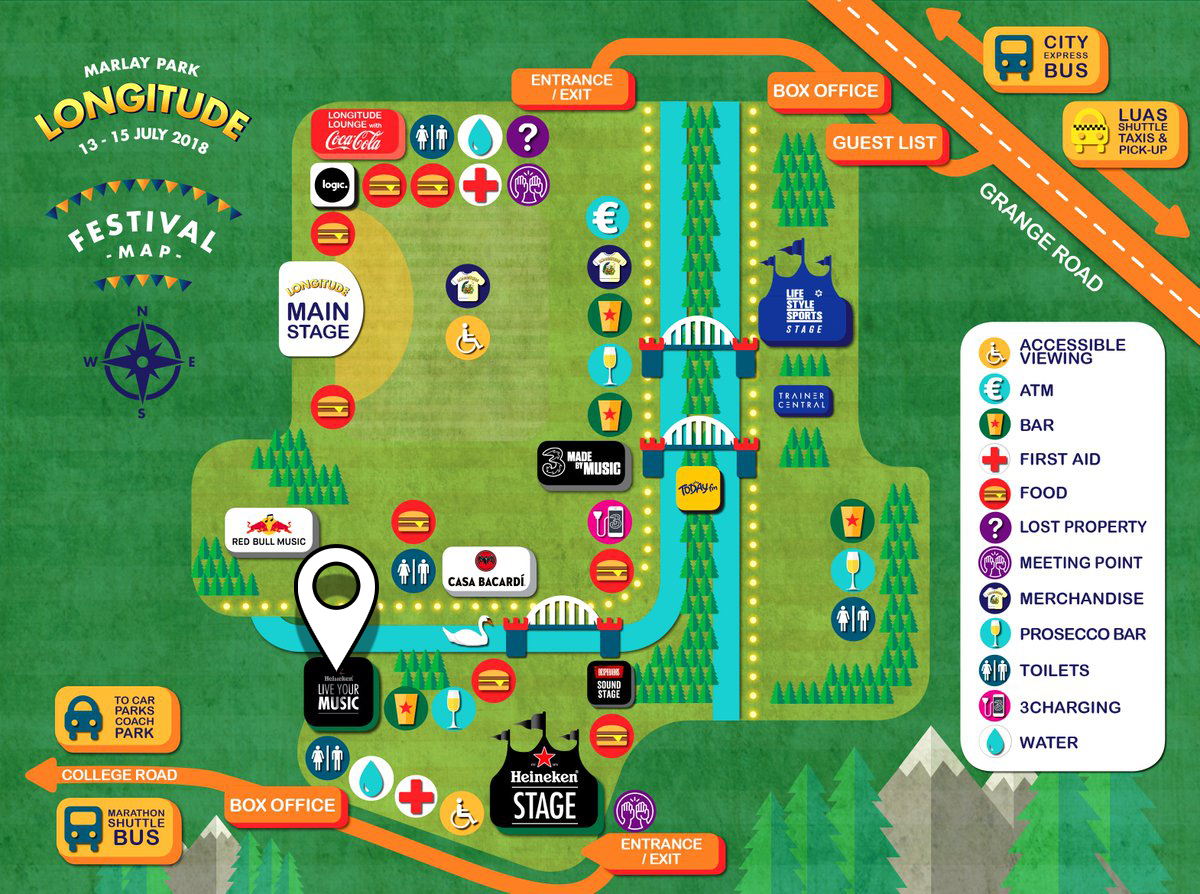 MARLAY PARK
LONGITUDE
13 - 15 JULY 2018
FESTIVAL
- MAP -
N
W
E
S
ENTRANCE
/ EXIT
BOX OFFICE
GUEST LIST
CITY
EXPRESS
BUS
LUAS
SHUTTLE
TAXIS &
PICK-UP
GRANGE ROAD
LONGITUDE
LOUNGE with
Coca-Cola
?
logic.
€
LONGITUDE
MAIN
STAGE
LIFE
STYLE
SPORTS
STAGE
TRAINER
CENTRAL
3 MADE
BY MUSIC
TODAY fm
3
RED BULL MUSIC
CASA BACARDÍ
Heineken
LIVE YOUR
MUSIC
DESPERADOS
SOUND
STAGE
Heineken
STAGE
TO CAR
PARKS
COACH
PARK
COLLEGE ROAD
MARATHON
SHUTTLE
BUS
BOX OFFICE
ENTRANCE
/ EXIT
ACCESSIBLE
VIEWING
€ ATM
BAR
FIRST AID
FOOD
? LOST PROPERTY
MEETING POINT
MERCHANDISE
PROSECCO BAR
TOILETS
3CHARGING
WATER